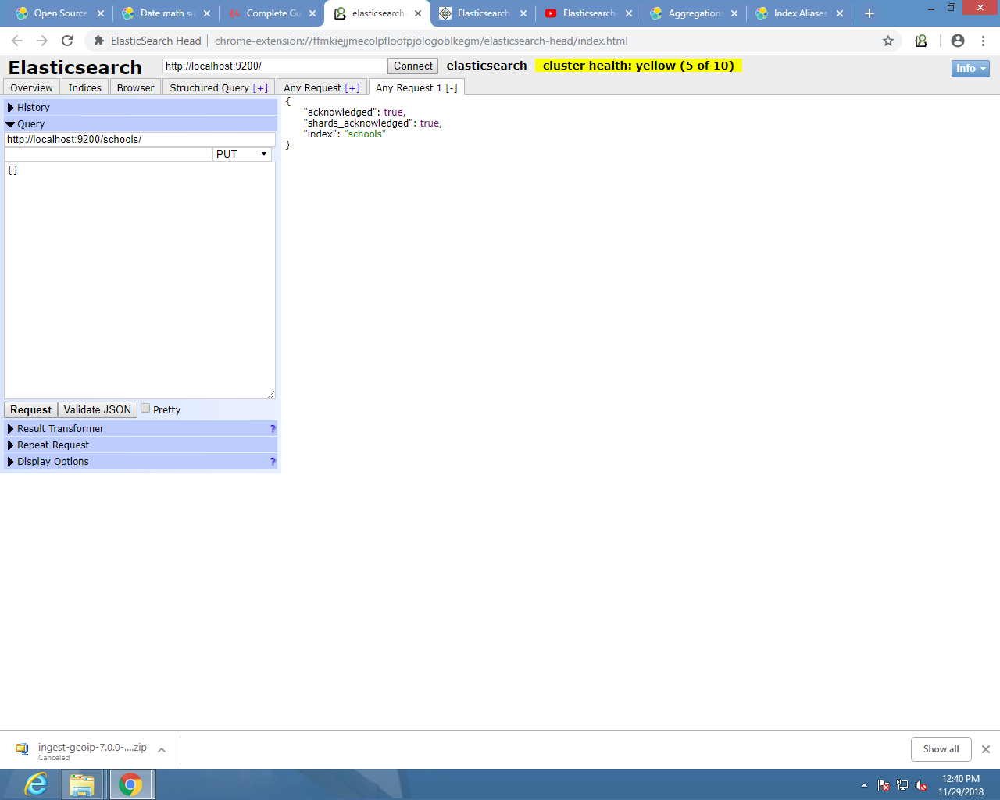 Open Source
Date math su
Complete Gu
elasticsearch-
Elasticsearch
Elasticsearch-
Aggregations
Index Aliases
ElasticSearch Head
chrome-extension://ffmkiejjmecolpfloofpjologoblkegm/elasticsearch-head/index.html
Elasticsearch
http://localhost:9200/
Connect
elasticsearch
cluster health: yellow (5 of 10)
Info
Overview
Indices
Browser
Structured Query [+]
Any Request [+]
Any Request 1 [-]
History
Query
http://localhost:9200/schools/
PUT
{}
Request
Validate JSON
Pretty
Result Transformer ?
Repeat Request
Display Options ?
{
"acknowledged": true,
"shards_acknowledged": true,
"index": "schools"
}
ingest-geoip-7.0.0-....zip
Canceled
Show all
12:40 PM
11/29/2018